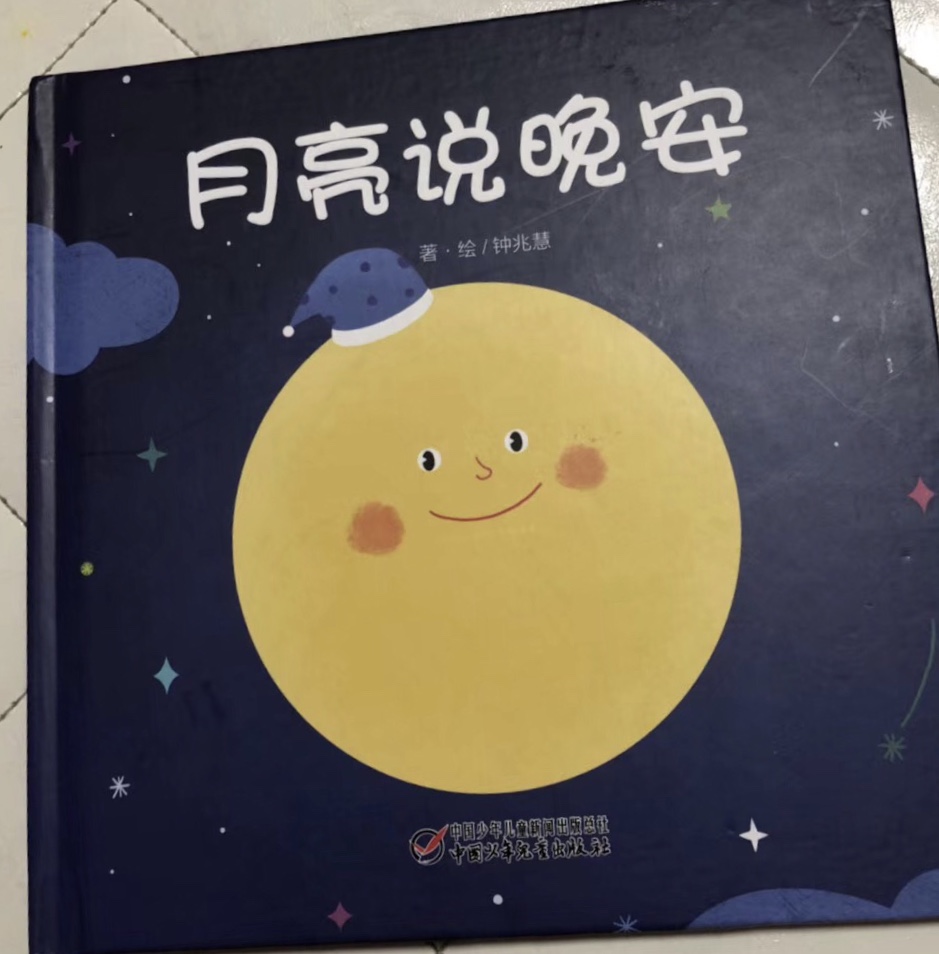 月亮说晚安
著·绘/钟兆慧
中国少年儿童新闻出版总社
中国少年儿童出版社